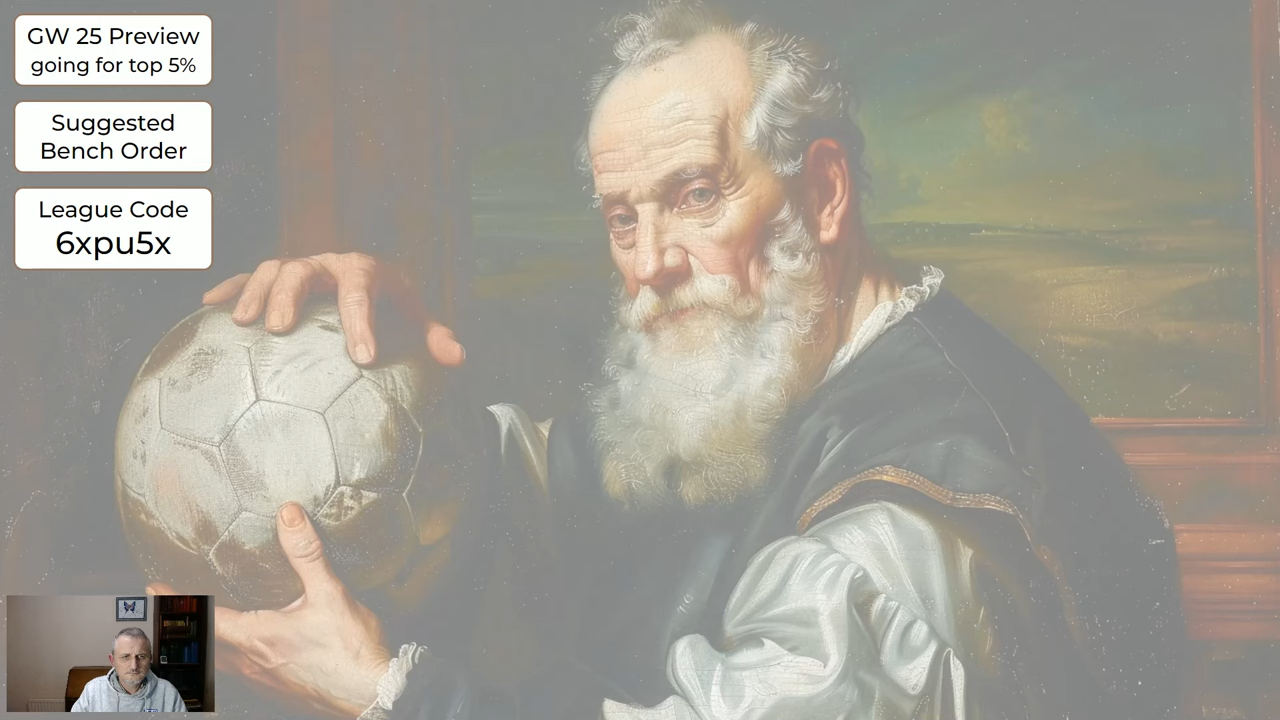 GW 25 Preview
going for top 5%
Suggested
Bench Order
League Code
6xpu5x